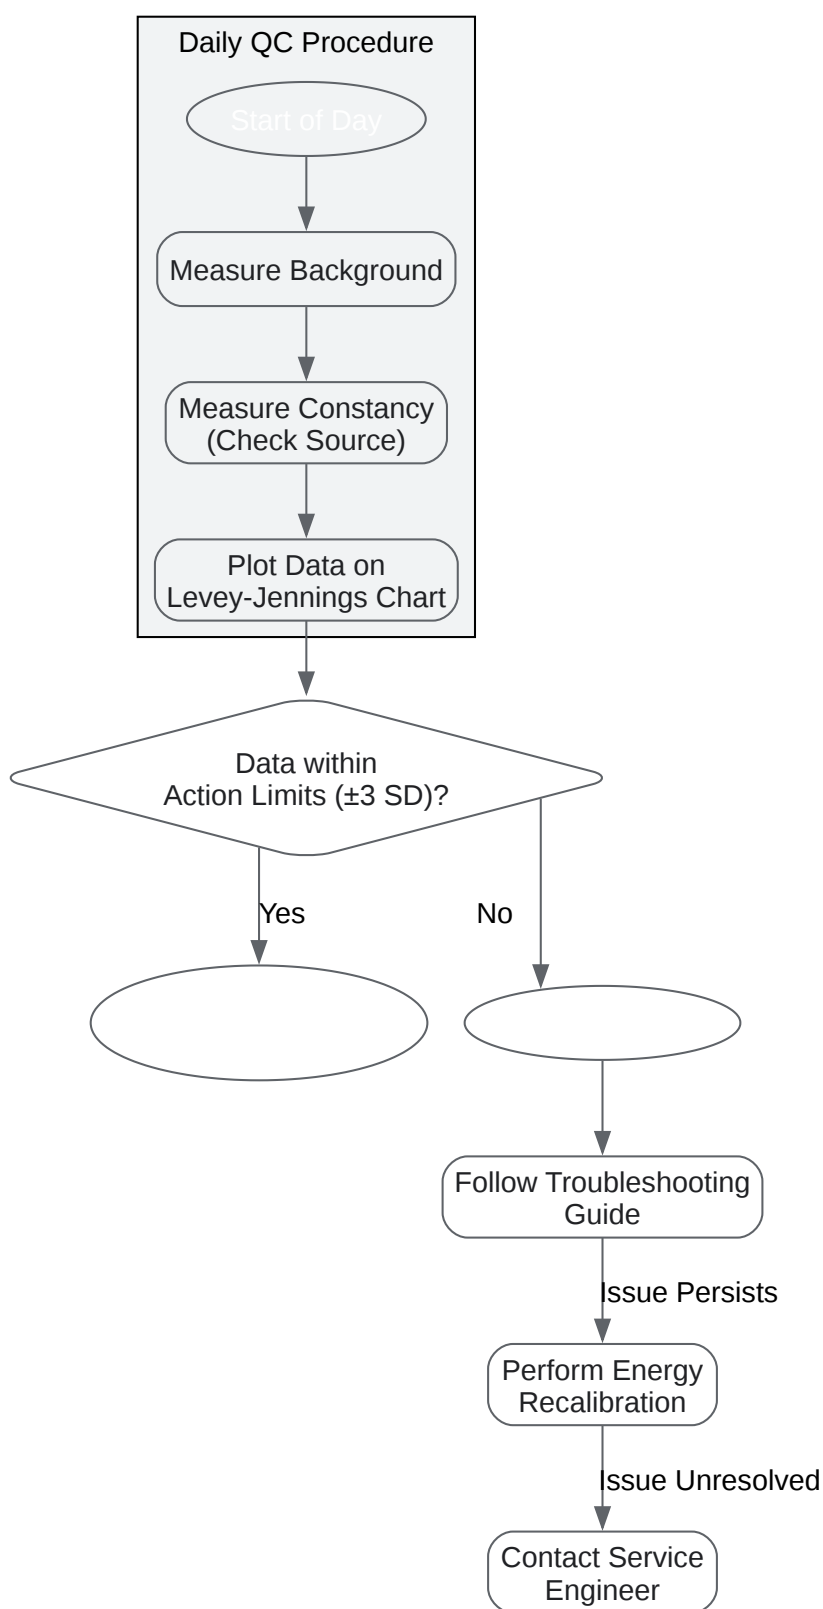 Daily QC Procedure
Start of Day
Measure Background
Measure Constancy
(Check Source)
Plot Data on
Levey-Jennings Chart
Data within
Action Limits (±3 SD)?
Yes
No
Follow Troubleshooting
Guide
Issue Persists
Perform Energy
Recalibration
Issue Unresolved
Contact Service
Engineer